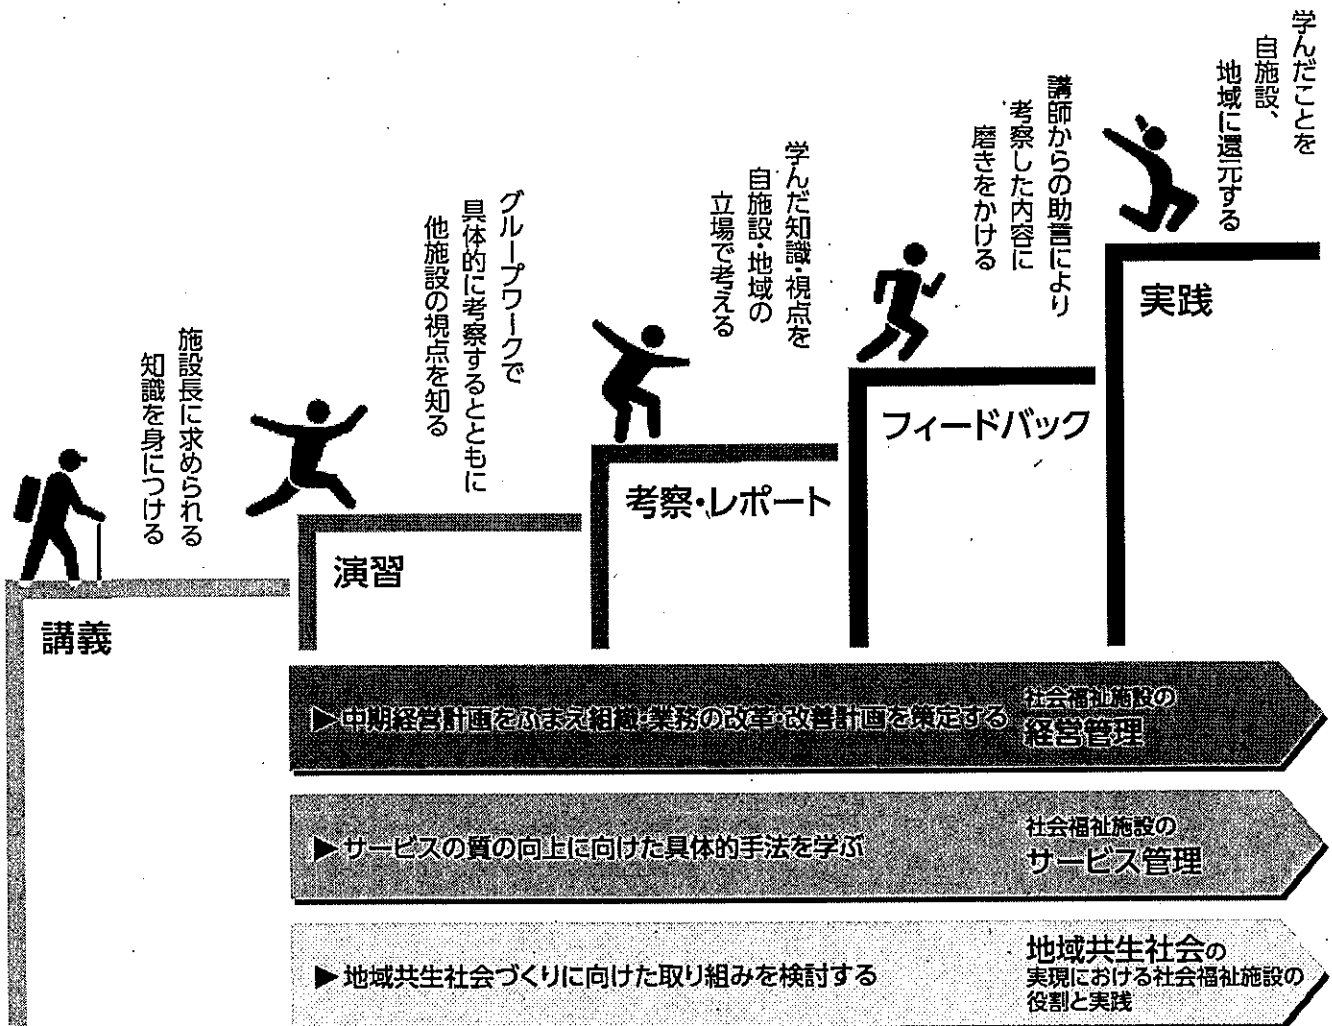 施設長に求められる
知識を身につける
講義
グループワークで
具体的に考察するとともに
他施設の視点を知る
演習
学んだ知識・視点を
自施設・地域の
立場で考える
考察・レポート
講師からの助言により
考察した内容に
磨きをかける
フィードバック
学んだことを
自施設、
地域に還元する
実践
▶中期経営計画をふまえ組織・業務の改革・改善計画を策定する
社会福祉施設の
経営管理
▶サービスの質の向上に向けた具体的手法を学ぶ
社会福祉施設の
サービス管理
▶地域共生社会づくりに向けた取り組みを検討する
地域共生社会の
実現における社会福祉施設の
役割と実践